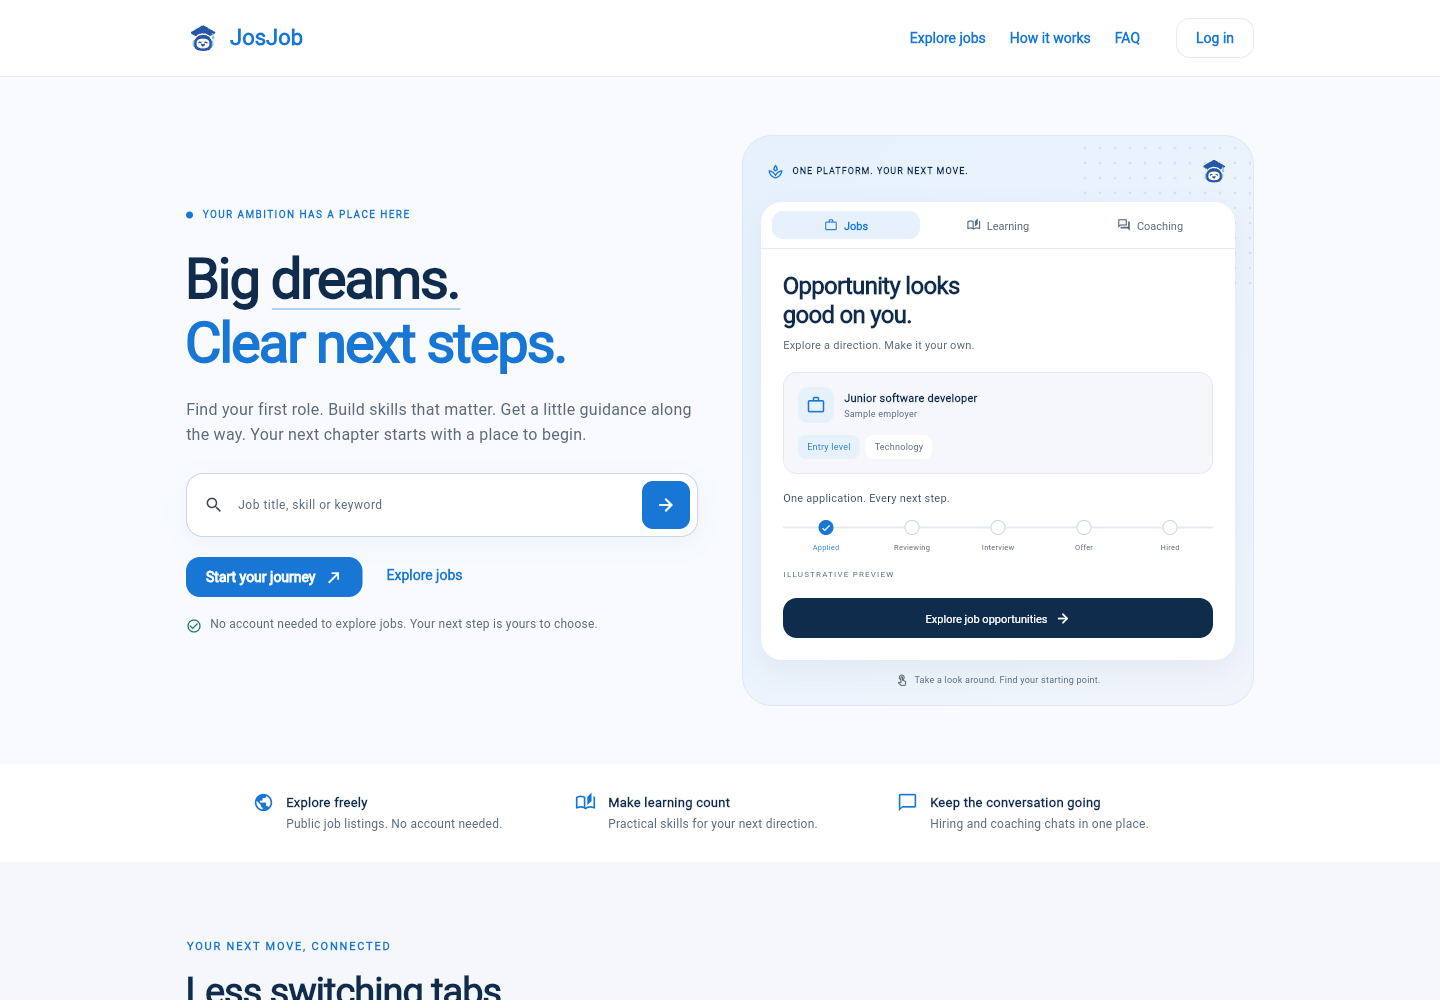 JosJob
Explore jobs
How it works
FAQ
Log in
YOUR AMBITION HAS A PLACE HERE
Big dreams.
Clear next steps.
Find your first role. Build skills that matter. Get a little guidance along
the way. Your next chapter starts with a place to begin.
Job title, skill or keyword
Start your journey
Explore jobs
No account needed to explore jobs. Your next step is yours to choose.
ONE PLATFORM. YOUR NEXT MOVE.
Jobs
Learning
Coaching
Opportunity looks
good on you.
Explore a direction. Make it your own.
Junior software developer
Sample employer
Entry level
Technology
One application. Every next step.
Applied
Reviewing
Interview
Offer
Hired
ILLUSTRATIVE PREVIEW
Explore job opportunities
Take a look around. Find your starting point.
Explore freely
Public job listings. No account needed.
Make learning count
Practical skills for your next direction.
Keep the conversation going
Hiring and coaching chats in one place.
YOUR NEXT MOVE, CONNECTED
Less switching tabs